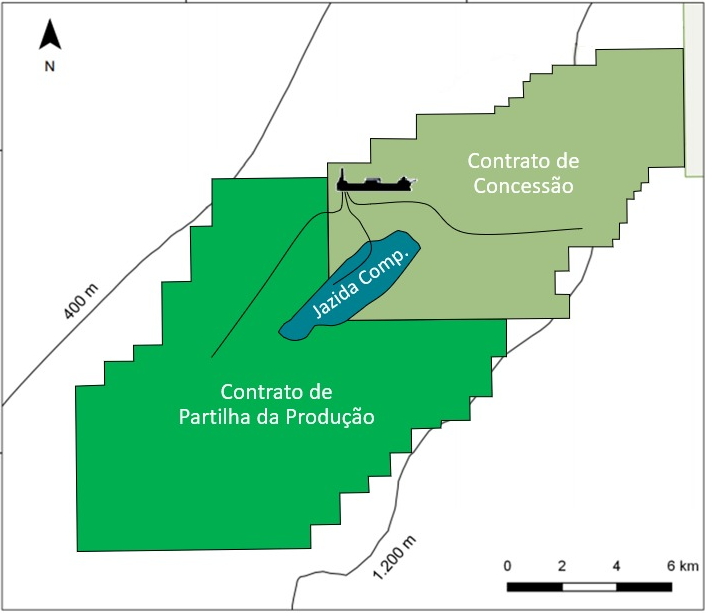 N
Contrato de
Concessão
400 m
Jazida Comp.
Contrato de
Partilha da Produção
1.200 m
0 2 4 6 km